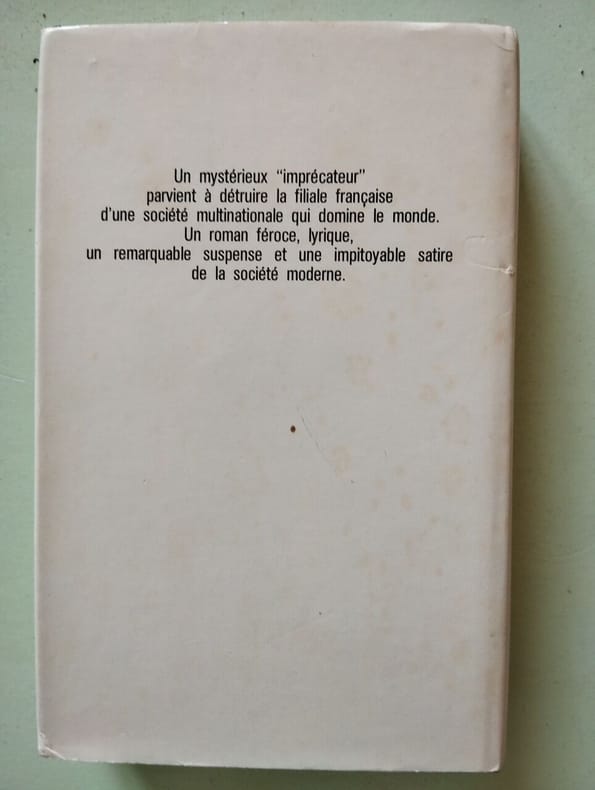 Un mystérieux "imprécateur"
parvient à détruire la filiale française
d'une société multinationale qui domine le monde.
Un roman féroce, lyrique,
un remarquable suspense et une impitoyable satire
de la société moderne.